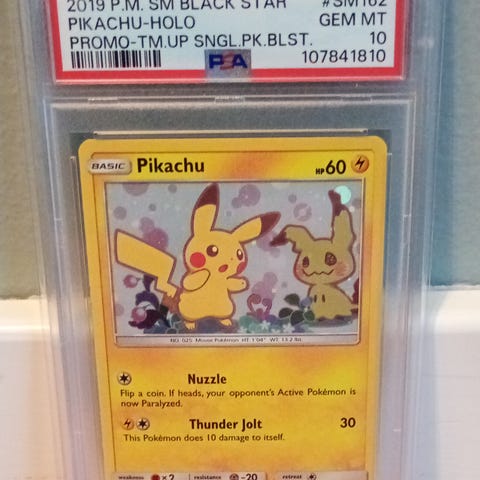 2019 P.M. SM BLACK STAR #SM162
PIKACHU-HOLO GEM MT
PROMO-TM.UP SNGL.PK.BLST. 10
PSA 107841810
BASIC Pikachu HP 60
NO. 025 Mouse Pokémon HT: 1'04" WT: 13.2 lbs.
Nuzzle
Flip a coin. If heads, your opponent's Active Pokémon is
now Paralyzed.
Thunder Jolt 30
This Pokémon does 10 damage to itself.
weakness ×2 resistance -20 retreat